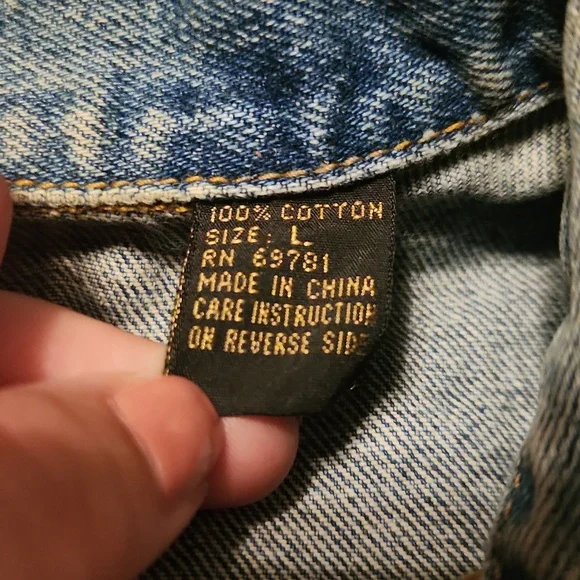 100% COTTON
SIZE: L.
RN 69781
MADE IN CHINA
CARE INSTRUCTION
ON REVERSE SIDE